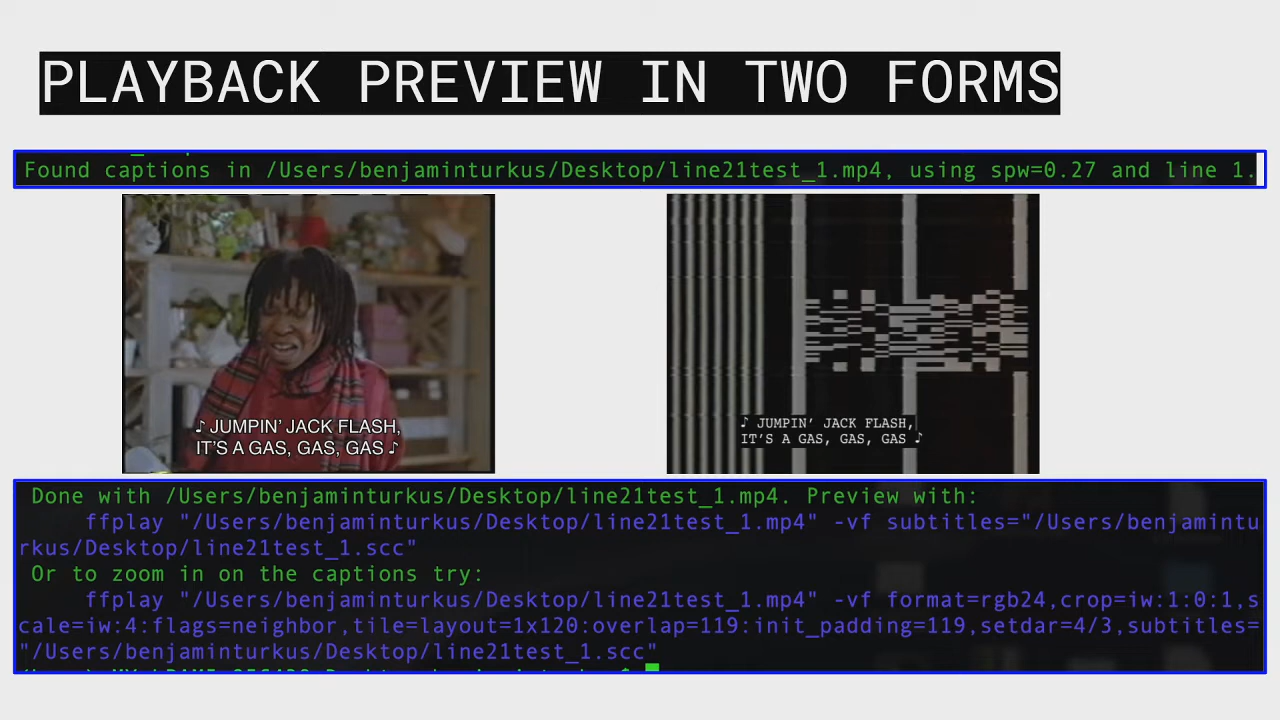 PLAYBACK PREVIEW IN TWO FORMS
Found captions in /Users/benjaminturkus/Desktop/line21test_1.mp4, using spw=0.27 and line 1.
♪ JUMPIN' JACK FLASH,
IT'S A GAS, GAS, GAS ♪
♪ JUMPIN' JACK FLASH,
IT'S A GAS, GAS, GAS ♪
Done with /Users/benjaminturkus/Desktop/line21test_1.mp4. Preview with:
ffplay "/Users/benjaminturkus/Desktop/line21test_1.mp4" -vf subtitles="/Users/benjamintu
rkus/Desktop/line21test_1.scc"
Or to zoom in on the captions try:
ffplay "/Users/benjaminturkus/Desktop/line21test_1.mp4" -vf format=rgb24,crop=iw:1:0:1,s
cale=iw:4:flags=neighbor,tile=layout=1x120:overlap=119:init_padding=119,setdar=4/3,subtitles=
"/Users/benjaminturkus/Desktop/line21test_1.scc"